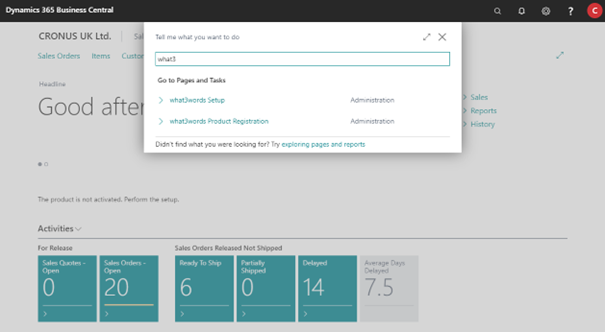 Dynamics 365 Business Central
?
C
CRONUS UK Ltd.
Sal
Sales Orders Items Custor
Tell me what you want to do
what3
Go to Pages and Tasks
what3words Setup Administration
what3words Product Registration Administration
Didn't find what you were looking for? Try exploring pages and reports
Headline
Good after
Sales
Reports
History
The product is not activated. Perform the setup.
Activities
For Release
Sales Orders Released Not Shipped
Sales Quotes - Open
0
Sales Orders - Open
20
Ready To Ship
6
Partially Shipped
0
Delayed
14
Average Days Delayed
7.5